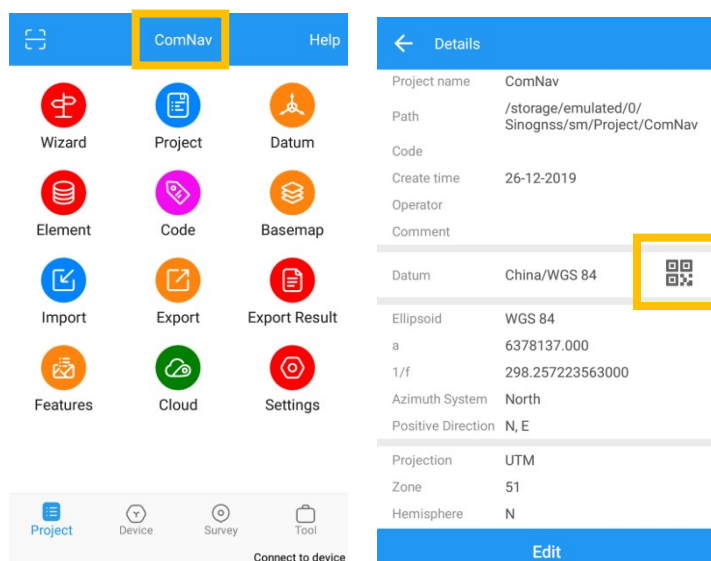 ComNav Help
Wizard Project Datum
Element Code Basemap
Import Export Export Result
Features Cloud Settings
Project Device Survey Tool
Connect to device
Details
Project name ComNav
Path /storage/emulated/0/
Sinognss/sm/Project/ComNav
Code
Create time 26-12-2019
Operator
Comment
Datum China/WGS 84
Ellipsoid WGS 84
a 6378137.000
1/f 298.257223563000
Azimuth System North
Positive Direction N, E
Projection UTM
Zone 51
Hemisphere N
Edit